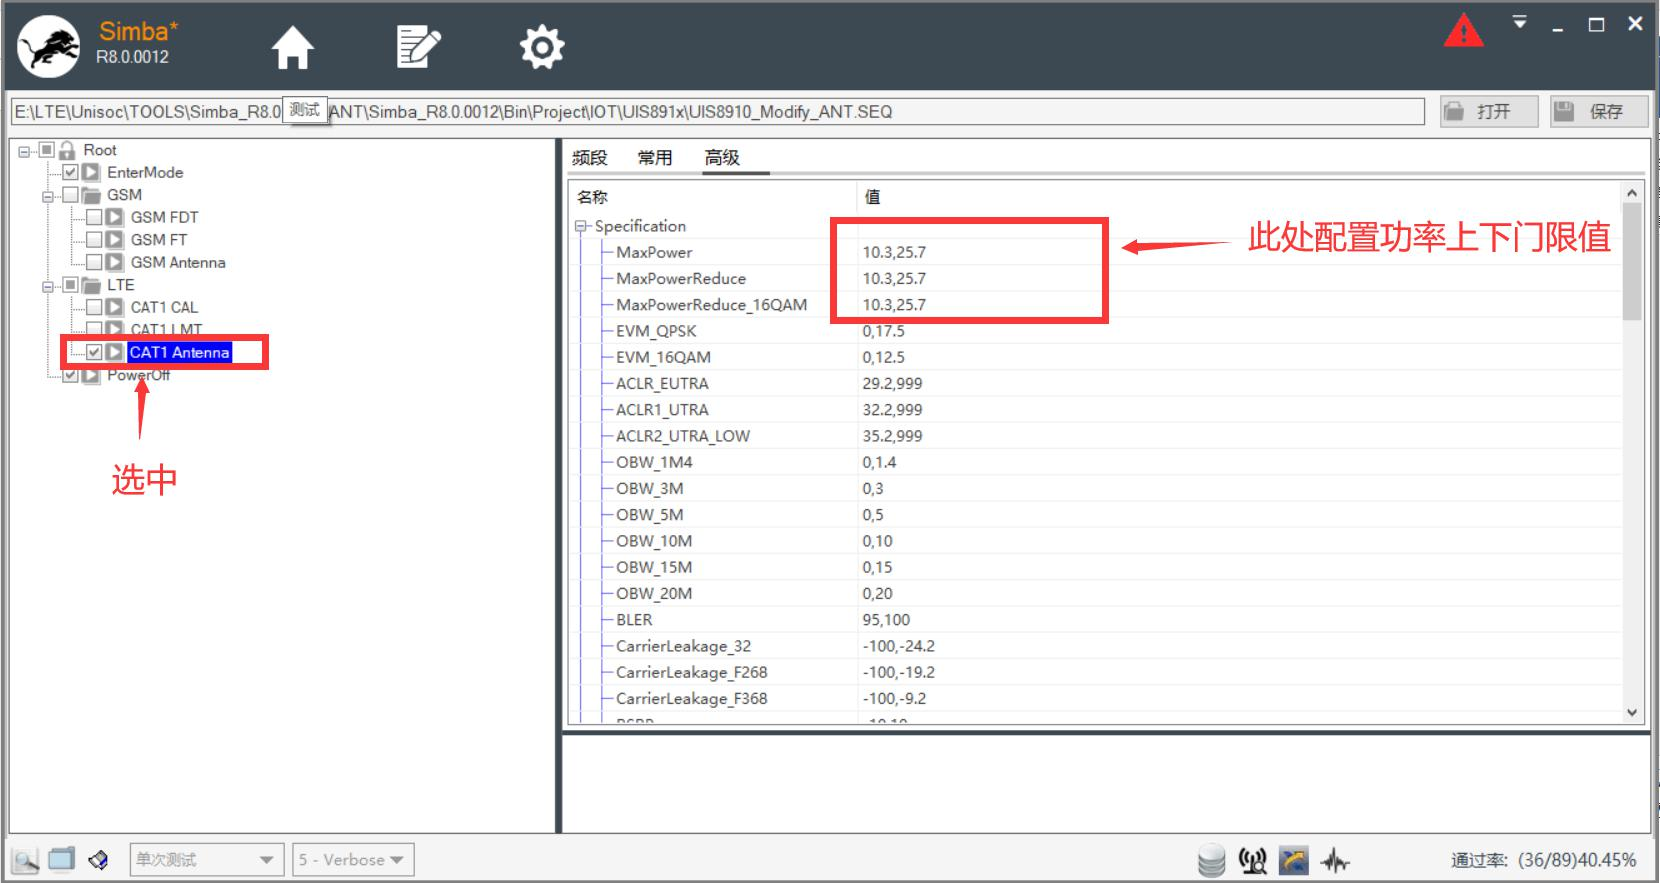 Simba*
R8.0.0012
E:\LTE\Unisoc\TOOLS\Simba_R8.0 测试 ANT\Simba_R8.0.0012\Bin\Project\IOT\UIS891x\UIS8910_Modify_ANT.SEQ
打开
保存
Root
EnterMode
GSM
GSM FDT
GSM FT
GSM Antenna
LTE
CAT1 CAL
CAT1 LMT
CAT1 Antenna
PowerOff
选中
频段 常用 高级
名称 值
Specification
MaxPower 10.3,25.7
MaxPowerReduce 10.3,25.7
MaxPowerReduce_16QAM 10.3,25.7
此处配置功率上下门限值
EVM_QPSK 0,17.5
EVM_16QAM 0,12.5
ACLR_EUTRA 29.2,999
ACLR1_UTRA 32.2,999
ACLR2_UTRA_LOW 35.2,999
OBW_1M4 0,1.4
OBW_3M 0,3
OBW_5M 0,5
OBW_10M 0,10
OBW_15M 0,15
OBW_20M 0,20
BLER 95,100
CarrierLeakage_32 -100,-24.2
CarrierLeakage_F268 -100,-19.2
CarrierLeakage_F368 -100,-9.2
单次测试
5 - Verbose
通过率: (36/89)40.45%